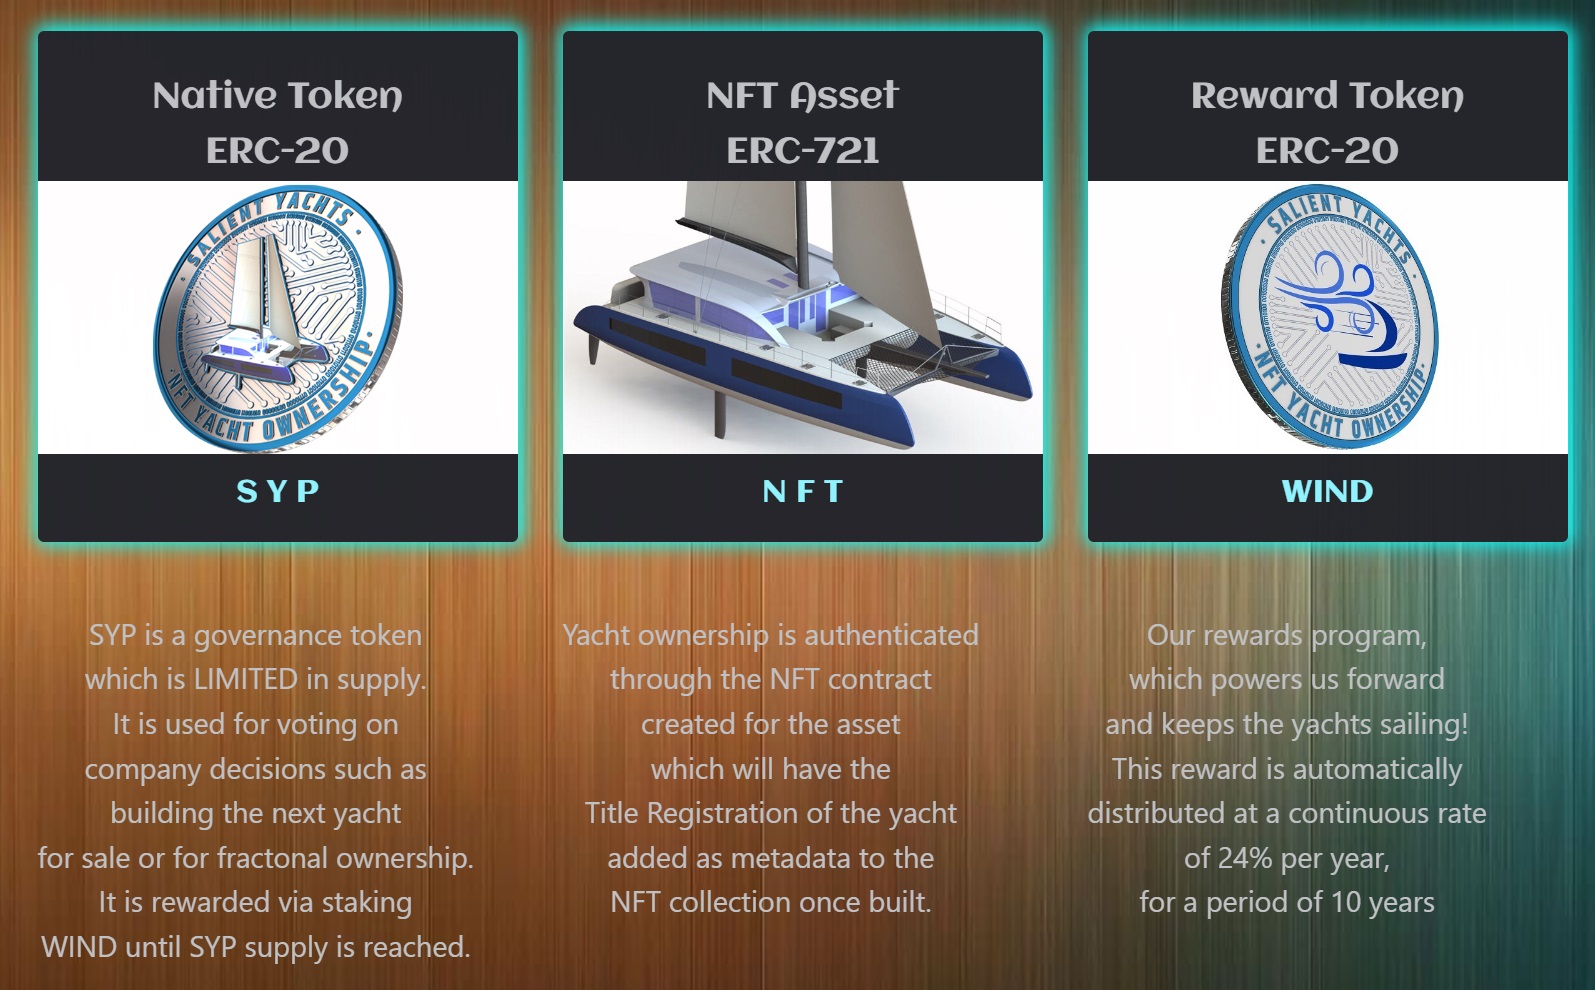 Native Token
ERC-20
SALIENT YACHTS
NFT YACHT OWNERSHIP
S Y P
SYP is a governance token
which is LIMITED in supply.
It is used for voting on
company decisions such as
building the next yacht
for sale or for fractonal ownership.
It is rewarded via staking
WIND until SYP supply is reached.
NFT Asset
ERC-721
N F T
Yacht ownership is authenticated
through the NFT contract
created for the asset
which will have the
Title Registration of the yacht
added as metadata to the
NFT collection once built.
Reward Token
ERC-20
SALIENT YACHTS
NFT YACHT OWNERSHIP
WIND
Our rewards program,
which powers us forward
and keeps the yachts sailing!
This reward is automatically
distributed at a continuous rate
of 24% per year,
for a period of 10 years